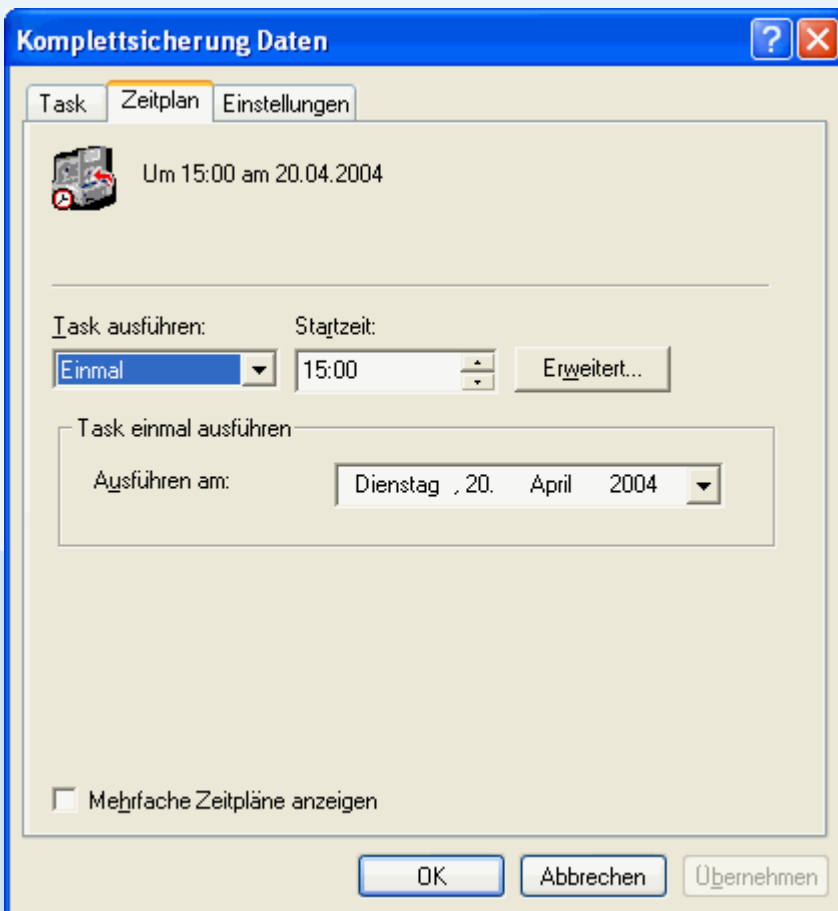 Komplettsicherung Daten
Task Zeitplan Einstellungen
Um 15:00 am 20.04.2004
Task ausführen: Startzeit:
Einmal 15:00 Erweitert...
Task einmal ausführen
Ausführen am: Dienstag , 20. April 2004
Mehrfache Zeitpläne anzeigen
OK Abbrechen Übernehmen